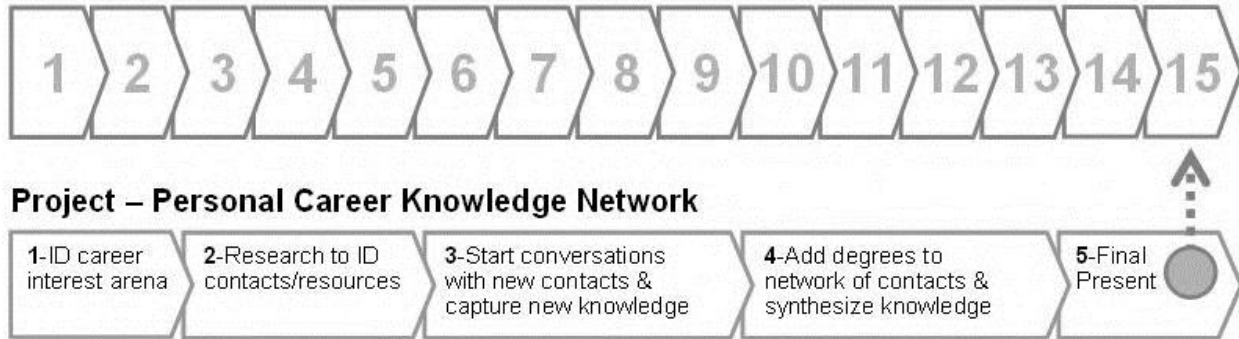 1 2 3 4 5 6 7 8 9 10 11 12 13 14 15
Project – Personal Career Knowledge Network
1-ID career
interest arena
2-Research to ID
contacts/resources
3-Start conversations
with new contacts &
capture new knowledge
4-Add degrees to
network of contacts &
synthesize knowledge
5-Final
Present